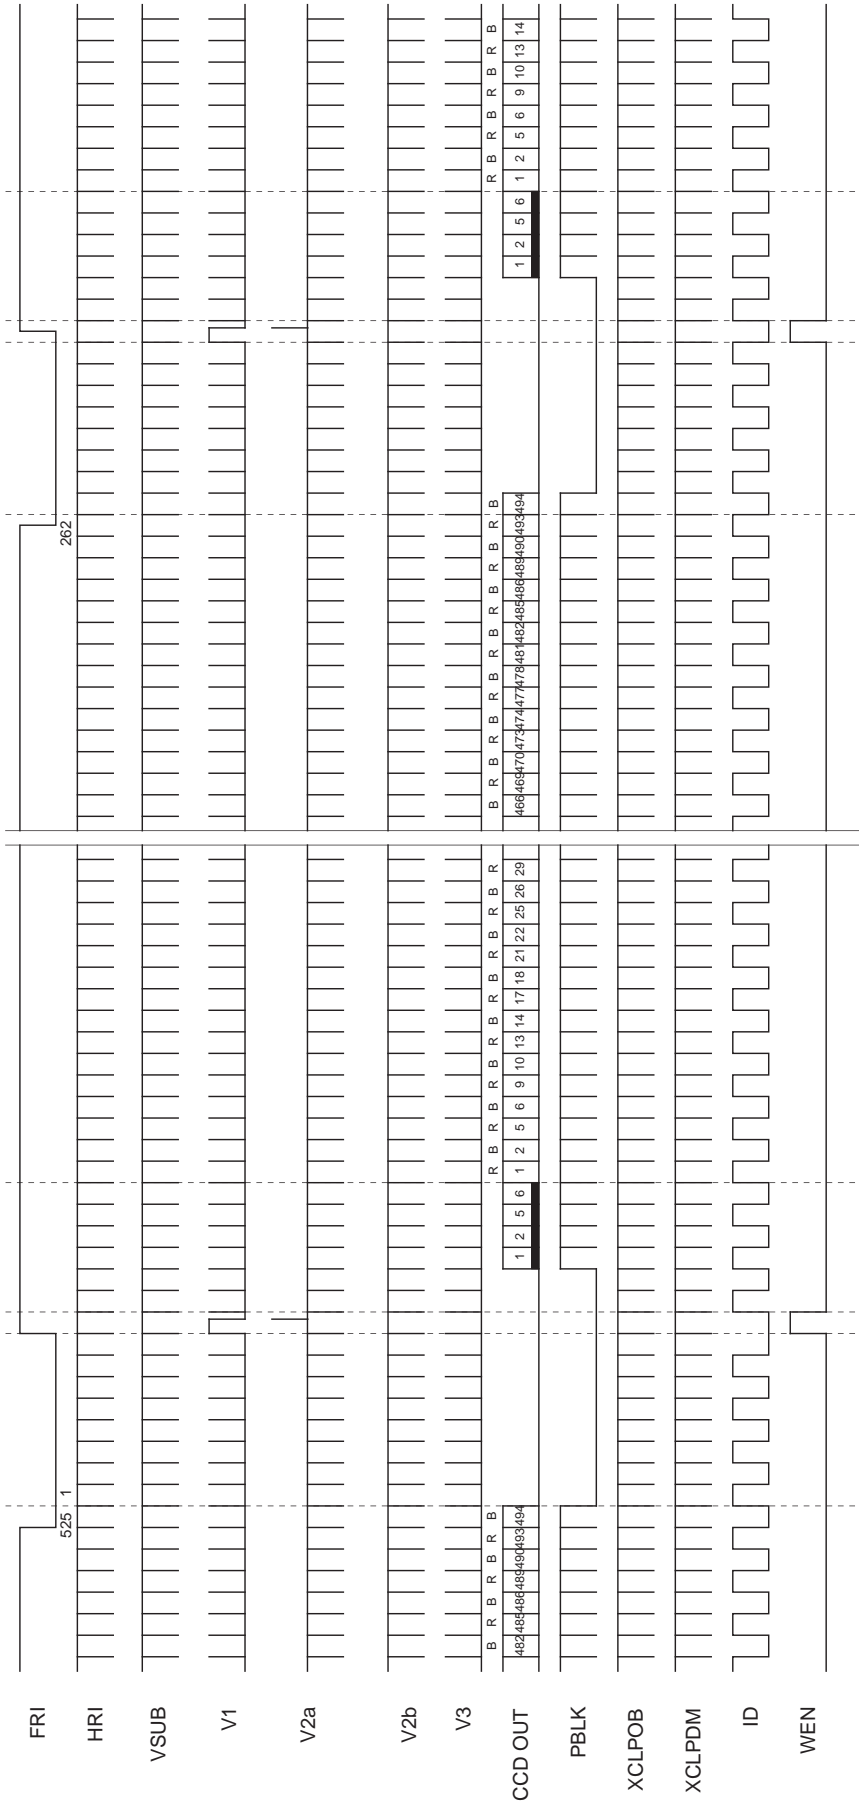 FRI
525 1 262
HRI
VSUB
V1
V2a
V2b
V3
B R B R B R B R B R B R B R B R B R B R B R B R B R B R B R B R B R B R B R B R B R B R B
CCD OUT 482 485 486 489 490 493 494 1 2 5 6 1 2 5 6 9 10 13 14 17 18 21 22 25 26 29 466 469 470 473 474 477 478 481 482 485 486 489 490 493 494 1 2 5 6 1 2 5 6 9 10 13 14
PBLK
XCLPOB
XCLPDM
ID
WEN